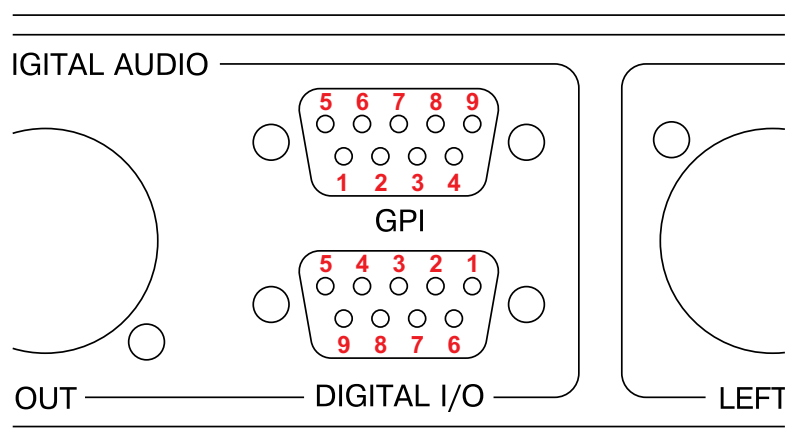 IGITAL AUDIO
5 6 7 8 9
1 2 3 4
GPI
5 4 3 2 1
9 8 7 6
OUT
DIGITAL I/O
LEFT